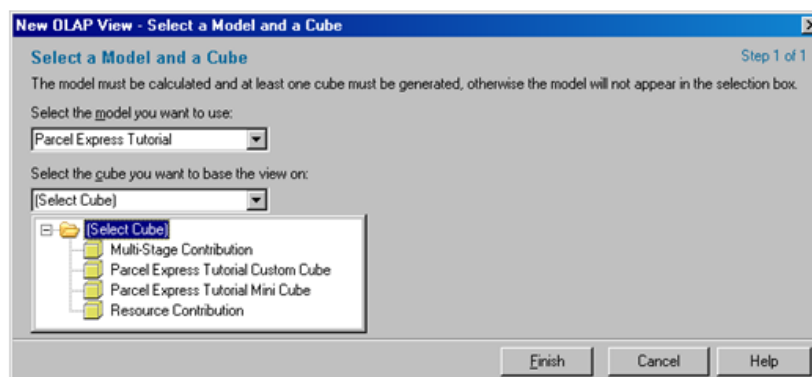 New OLAP View - Select a Model and a Cube
Select a Model and a Cube
Step 1 of 1
The model must be calculated and at least one cube must be generated, otherwise the model will not appear in the selection box.
Select the model you want to use:
Parcel Express Tutorial
Select the cube you want to base the view on:
(Select Cube)
(Select Cube)
Multi-Stage Contribution
Parcel Express Tutorial Custom Cube
Parcel Express Tutorial Mini Cube
Resource Contribution
Finish
Cancel
Help